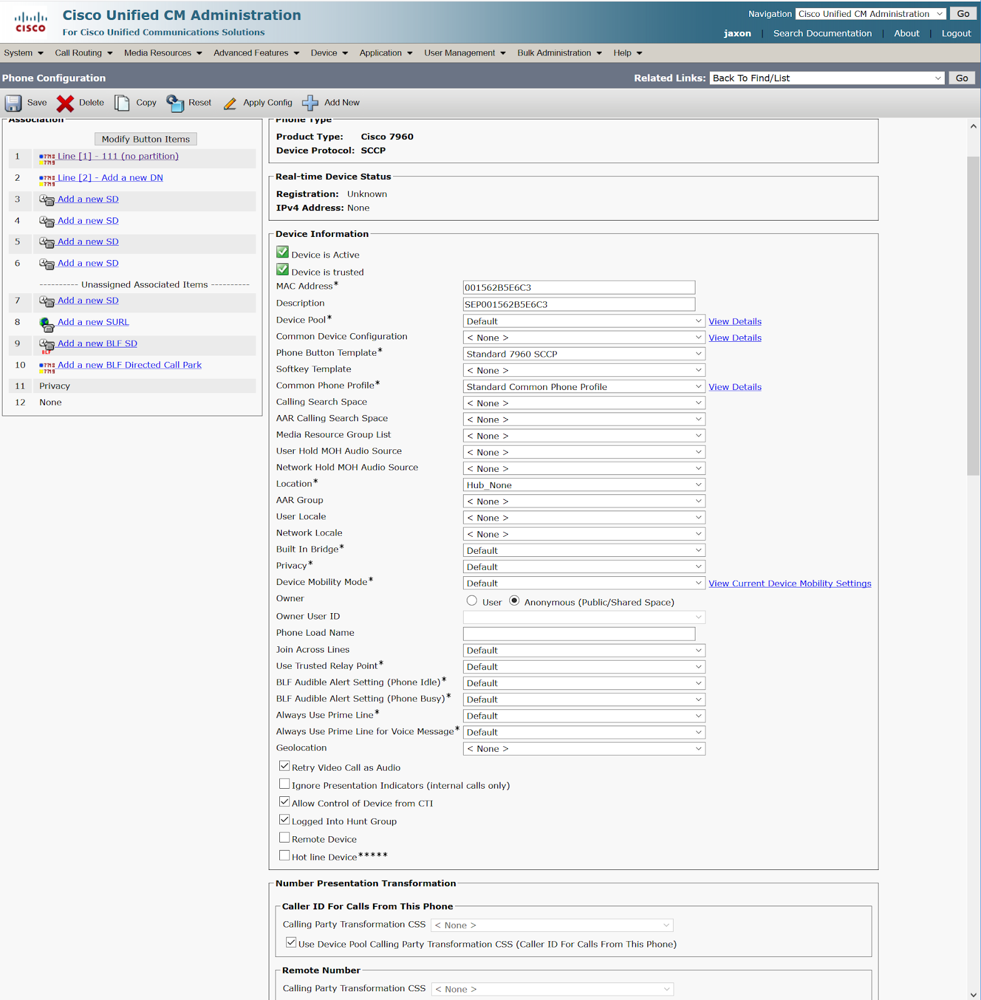 Cisco Unified CM Administration
Navigation Cisco Unified CM Administration Go
CISCO
For Cisco Unified Communications Solutions
jaxon | Search Documentation | About | Logout
System Call Routing Media Resources Advanced Features Device Application User Management Bulk Administration Help
Phone Configuration
Related Links: Back To Find/List Go
Save Delete Copy Reset Apply Config Add New
Association
Modify Button Items
1 Line [1] - 111 (no partition)
2 Line [2] - Add a new DN
3 Add a new SD
4 Add a new SD
5 Add a new SD
6 Add a new SD
---------- Unassigned Associated Items ----------
7 Add a new SD
8 Add a new SURL
9 Add a new BLF SD
10 Add a new BLF Directed Call Park
11 Privacy
12 None
Phone Type
Product Type: Cisco 7960
Device Protocol: SCCP
Real-time Device Status
Registration: Unknown
IPv4 Address: None
Device Information
Device is Active
Device is trusted
MAC Address* 001562B5E6C3
Description SEP001562B5E6C3
Device Pool* Default View Details
Common Device Configuration < None > View Details
Phone Button Template* Standard 7960 SCCP
Softkey Template < None >
Common Phone Profile* Standard Common Phone Profile View Details
Calling Search Space < None >
AAR Calling Search Space < None >
Media Resource Group List < None >
User Hold MOH Audio Source < None >
Network Hold MOH Audio Source < None >
Location* Hub_None
AAR Group < None >
User Locale < None >
Network Locale < None >
Built In Bridge* Default
Privacy* Default
Device Mobility Mode* Default View Current Device Mobility Settings
Owner User Anonymous (Public/Shared Space)
Owner User ID
Phone Load Name
Join Across Lines Default
Use Trusted Relay Point* Default
BLF Audible Alert Setting (Phone Idle)* Default
BLF Audible Alert Setting (Phone Busy)* Default
Always Use Prime Line* Default
Always Use Prime Line for Voice Message* Default
Geolocation < None >
Retry Video Call as Audio
Ignore Presentation Indicators (internal calls only)
Allow Control of Device from CTI
Logged Into Hunt Group
Remote Device
Hot line Device*****
Number Presentation Transformation
Caller ID For Calls From This Phone
Calling Party Transformation CSS < None >
Use Device Pool Calling Party Transformation CSS (Caller ID For Calls From This Phone)
Remote Number
Calling Party Transformation CSS < None >